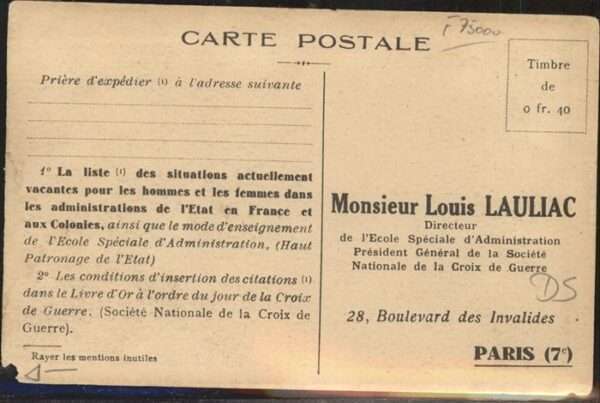 F 75000
CARTE POSTALE
Timbre
de
0 fr. 40
Prière d'expédier (1) à l'adresse suivante
1° La liste (1) des situations actuellement
vacantes pour les hommes et les femmes dans
les administrations de l'Etat en France et
aux Colonies, ainsi que le mode d'enseignement
de l'Ecole Spéciale d'Administration, (Haut
Patronage de l'Etat)
2° Les conditions d'insertion des citations (1)
dans le Livre d'Or à l'ordre du jour de la Croix
de Guerre. (Société Nationale de la Croix de
Guerre).
Rayer les mentions inutiles
Monsieur Louis LAULIAC
Directeur
de l'Ecole Spéciale d'Administration
Président Général de la Société
Nationale de la Croix de Guerre
DS
28, Boulevard des Invalides
PARIS (7e)